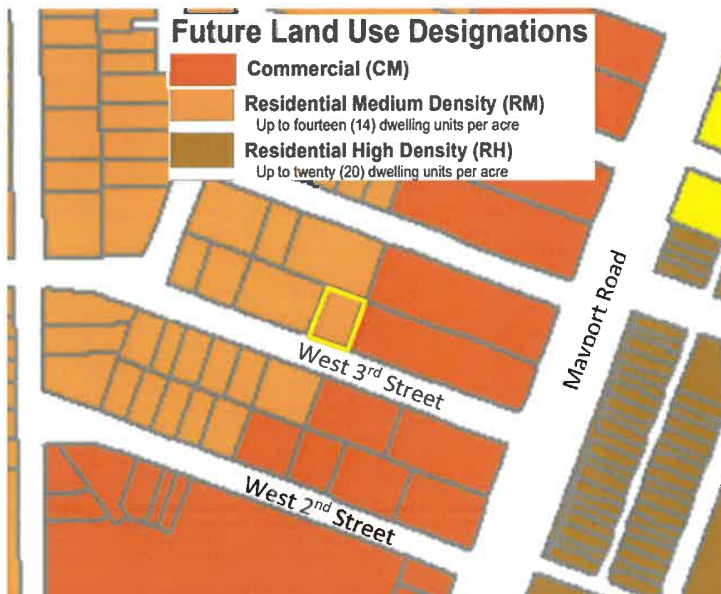 Future Land Use Designations
Commercial (CM)
Residential Medium Density (RM)
Up to fourteen (14) dwelling units per acre
Residential High Density (RH)
Up to twenty (20) dwelling units per acre
Mayport Road
West 3rd Street
West 2nd Street